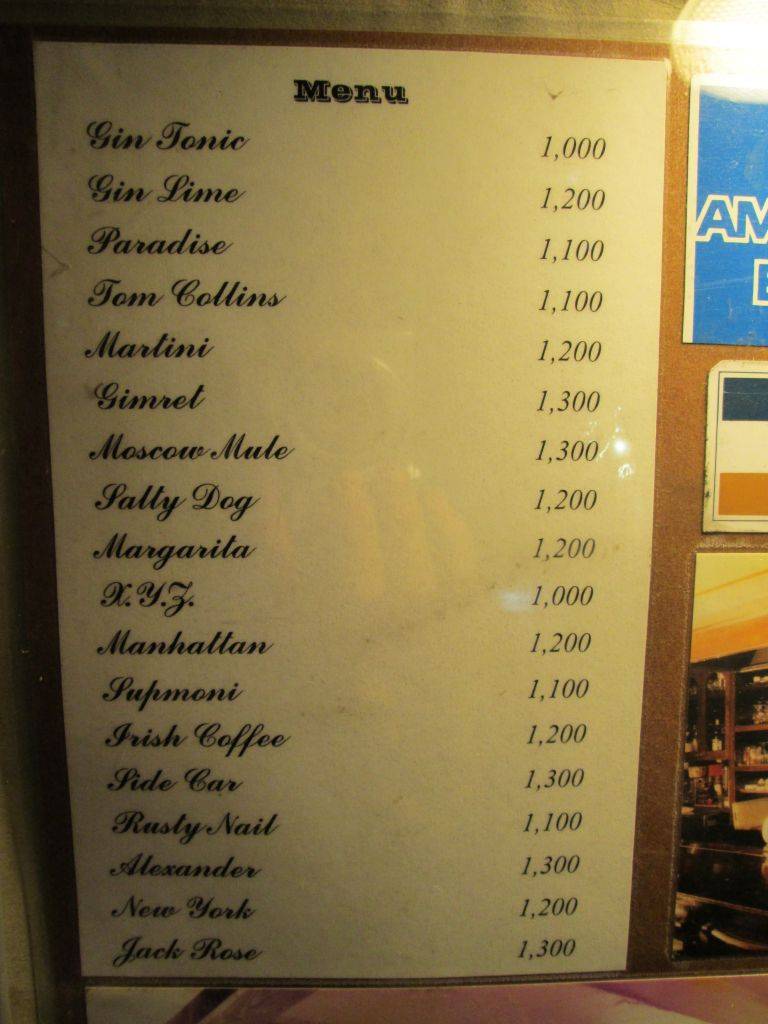 Menu
Gin Tonic 1,000
Gin Lime 1,200
Paradise 1,100
Tom Collins 1,100
Martini 1,200
Gimret 1,300
Moscow Mule 1,300
Salty Dog 1,200
Margarita 1,200
X.Y.Z. 1,000
Manhattan 1,200
Supmoni 1,100
Irish Coffee 1,200
Side Car 1,300
Rusty Nail 1,100
Alexander 1,300
New York 1,200
Jack Rose 1,300
AM
E